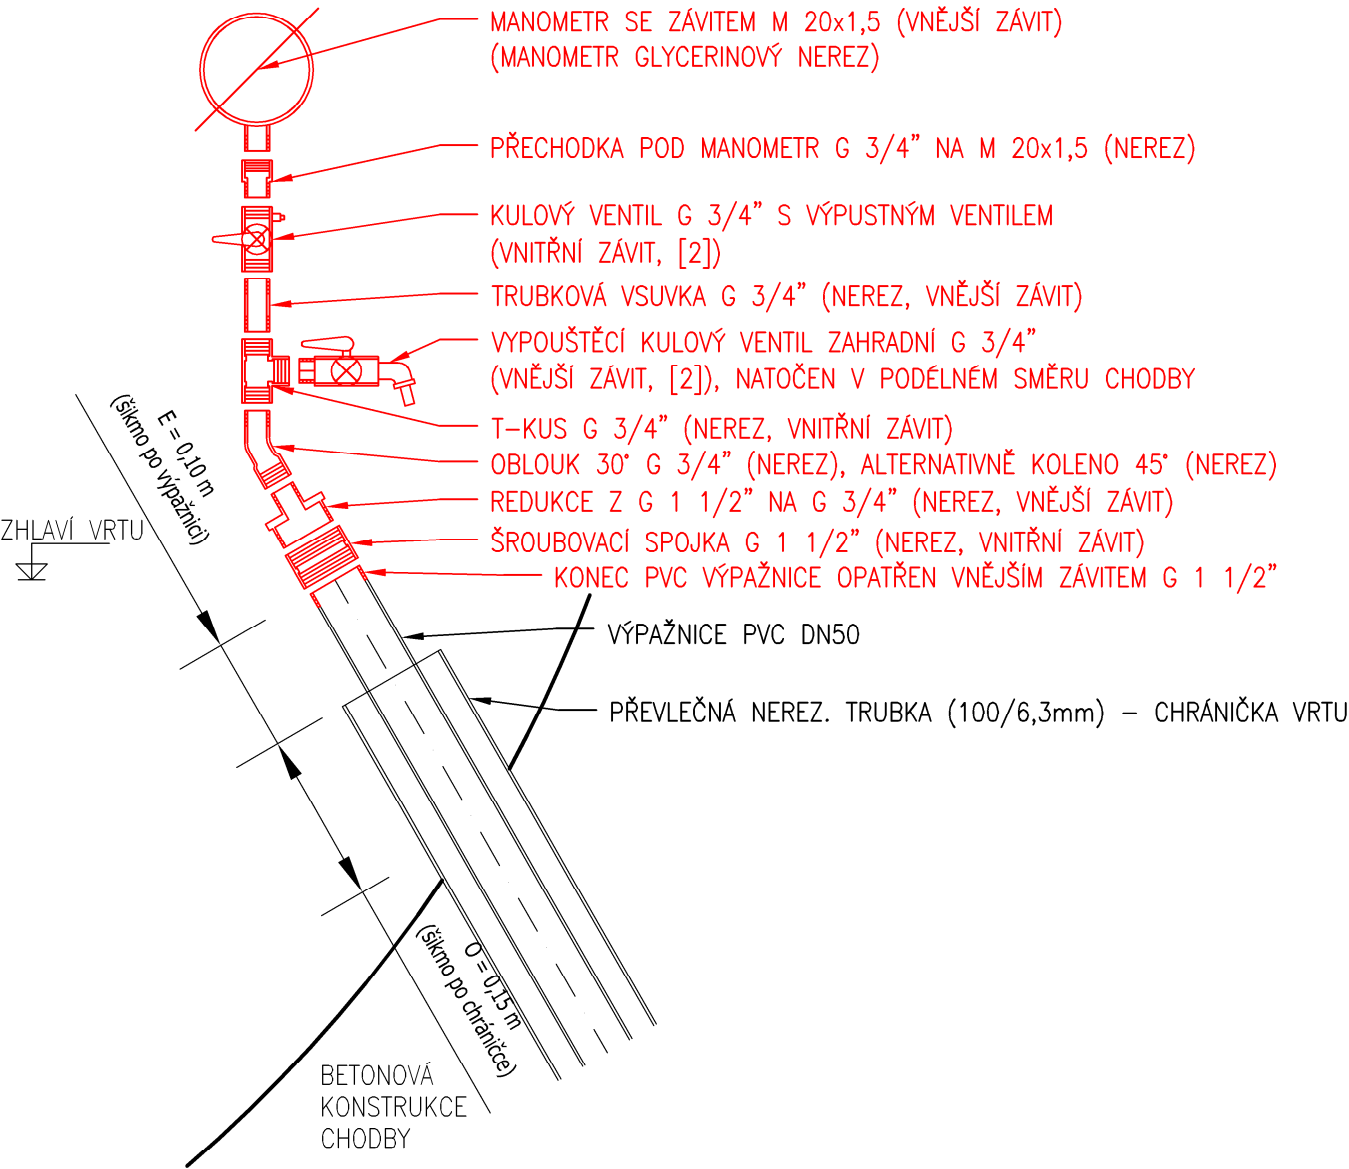 MANOMETR SE ZÁVITEM M 20x1,5 (VNĚJŠÍ ZÁVIT)
(MANOMETR GLYCERINOVÝ NEREZ)
PŘECHODKA POD MANOMETR G 3/4” NA M 20x1,5 (NEREZ)
KULOVÝ VENTIL G 3/4” S VÝPUSTNÝM VENTILEM
(VNITŘNÍ ZÁVIT, [2])
TRUBKOVÁ VSUVKA G 3/4” (NEREZ, VNĚJŠÍ ZÁVIT)
VYPOUŠTĚCÍ KULOVÝ VENTIL ZAHRADNÍ G 3/4”
(VNĚJŠÍ ZÁVIT, [2]), NATOČEN V PODÉLNÉM SMĚRU CHODBY
T-KUS G 3/4” (NEREZ, VNITŘNÍ ZÁVIT)
OBLOUK 30° G 3/4” (NEREZ), ALTERNATIVNĚ KOLENO 45° (NEREZ)
REDUKCE Z G 1 1/2” NA G 3/4” (NEREZ, VNĚJŠÍ ZÁVIT)
ŠROUBOVACÍ SPOJKA G 1 1/2” (NEREZ, VNITŘNÍ ZÁVIT)
KONEC PVC VÝPAŽNICE OPATŘEN VNĚJŠÍM ZÁVITEM G 1 1/2”
VÝPAŽNICE PVC DN50
PŘEVLEČNÁ NEREZ. TRUBKA (100/6,3mm) – CHRÁNIČKA VRTU
E = 0,10 m
(šikmo po výpažnici)
ZHLAVÍ VRTU
O = 0,15 m
(šikmo po chráničce)
BETONOVÁ
KONSTRUKCE
CHODBY